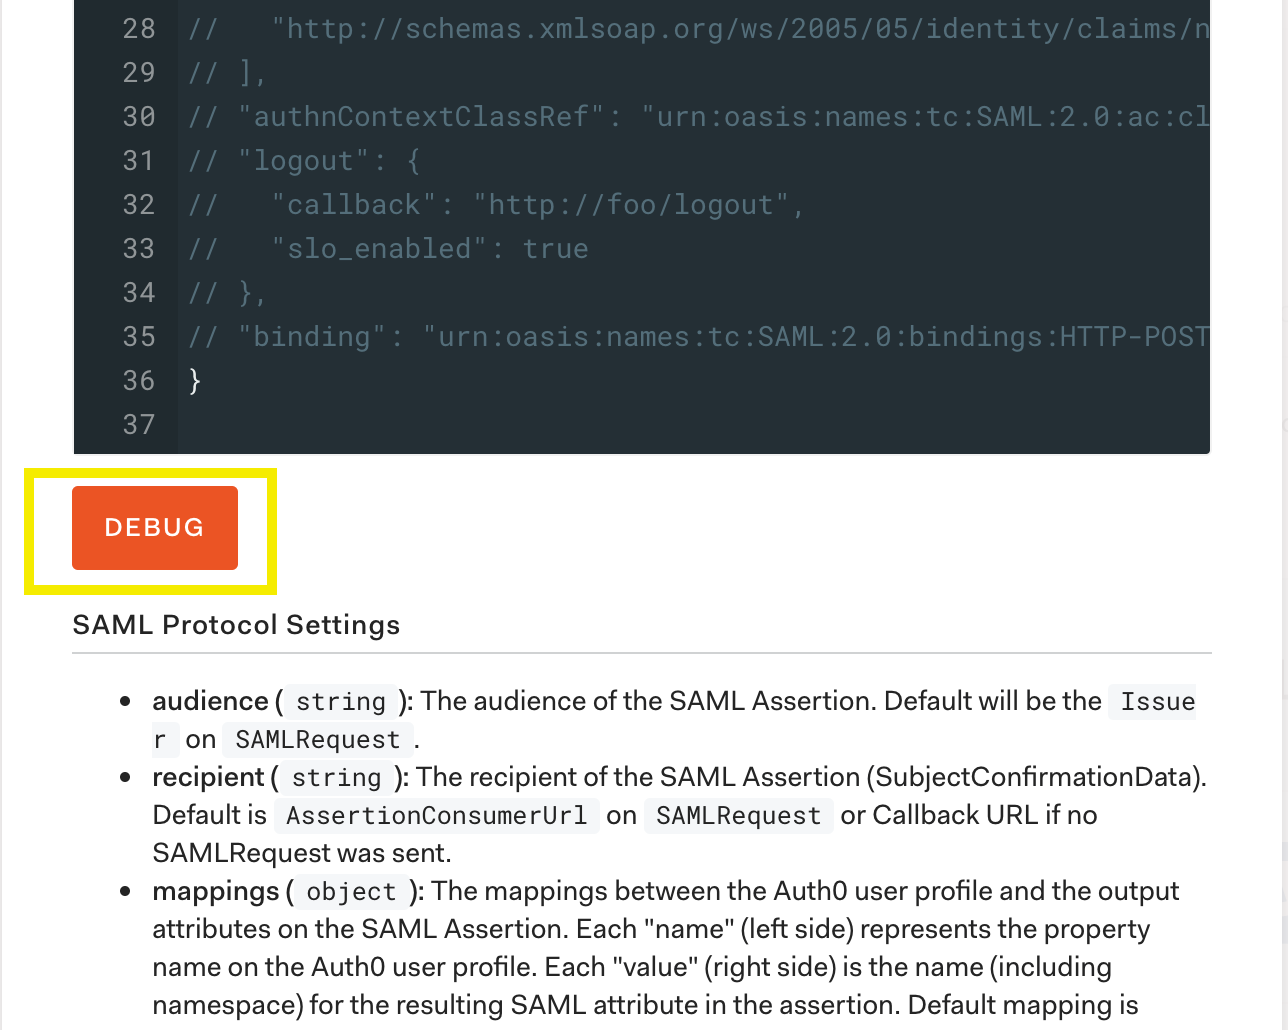 28 //   "http://schemas.xmlsoap.org/ws/2005/05/identity/claims/n
29 // ],
30 // "authnContextClassRef": "urn:oasis:names:tc:SAML:2.0:ac:cl
31 // "logout": {
32 //   "callback": "http://foo/logout",
33 //   "slo_enabled": true
34 // },
35 // "binding": "urn:oasis:names:tc:SAML:2.0:bindings:HTTP-POST
36 }
37
DEBUG
SAML Protocol Settings
• audience ( string ): The audience of the SAML Assertion. Default will be the Issue
r on SAMLRequest .
• recipient ( string ): The recipient of the SAML Assertion (SubjectConfirmationData).
Default is AssertionConsumerUrl on SAMLRequest or Callback URL if no
SAMLRequest was sent.
• mappings ( object ): The mappings between the Auth0 user profile and the output
attributes on the SAML Assertion. Each "name" (left side) represents the property
name on the Auth0 user profile. Each "value" (right side) is the name (including
namespace) for the resulting SAML attribute in the assertion. Default mapping is